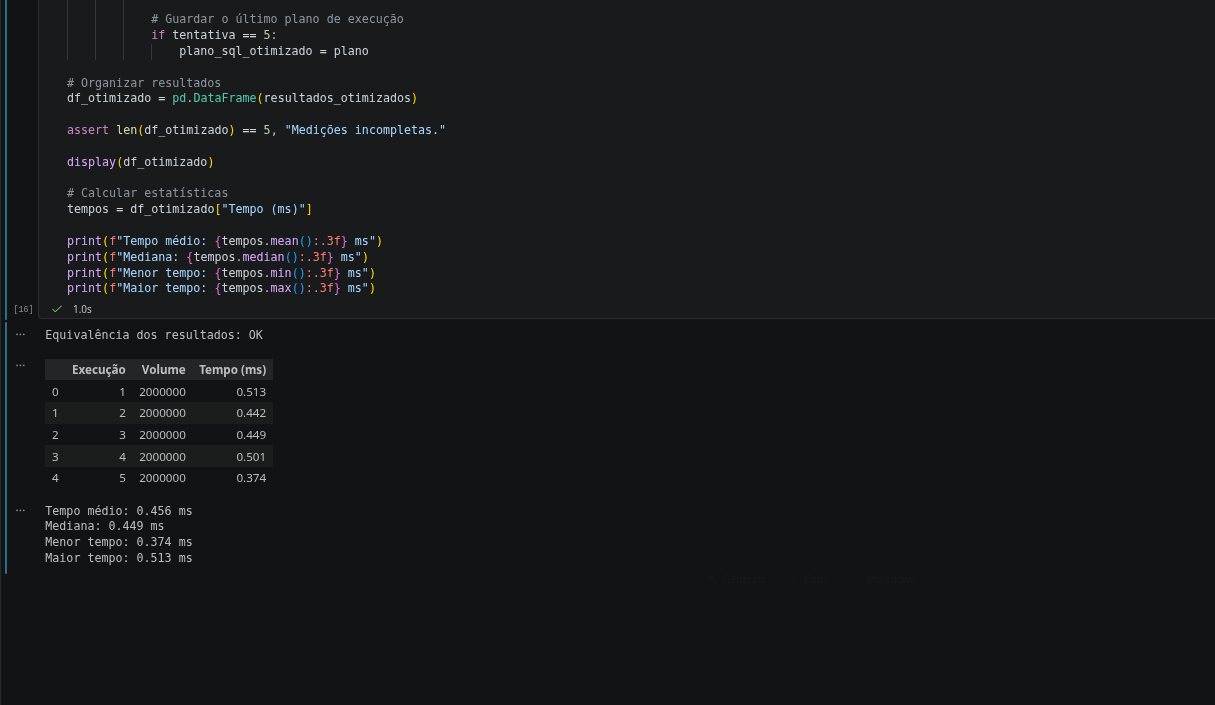 # Guardar o último plano de execução
if tentativa == 5:
plano_sql_otimizado = plano
# Organizar resultados
df_otimizado = pd.DataFrame(resultados_otimizados)
assert len(df_otimizado) == 5, "Medições incompletas."
display(df_otimizado)
# Calcular estatísticas
tempos = df_otimizado["Tempo (ms)"]
print(f"Tempo médio: {tempos.mean():.3f} ms")
print(f"Mediana: {tempos.median():.3f} ms")
print(f"Menor tempo: {tempos.min():.3f} ms")
print(f"Maior tempo: {tempos.max():.3f} ms")
[16] ✓ 1.0s
... Equivalência dos resultados: OK
... Execução Volume Tempo (ms)
0 1 2000000 0.513
1 2 2000000 0.442
2 3 2000000 0.449
3 4 2000000 0.501
4 5 2000000 0.374
... Tempo médio: 0.456 ms
Mediana: 0.449 ms
Menor tempo: 0.374 ms
Maior tempo: 0.513 ms